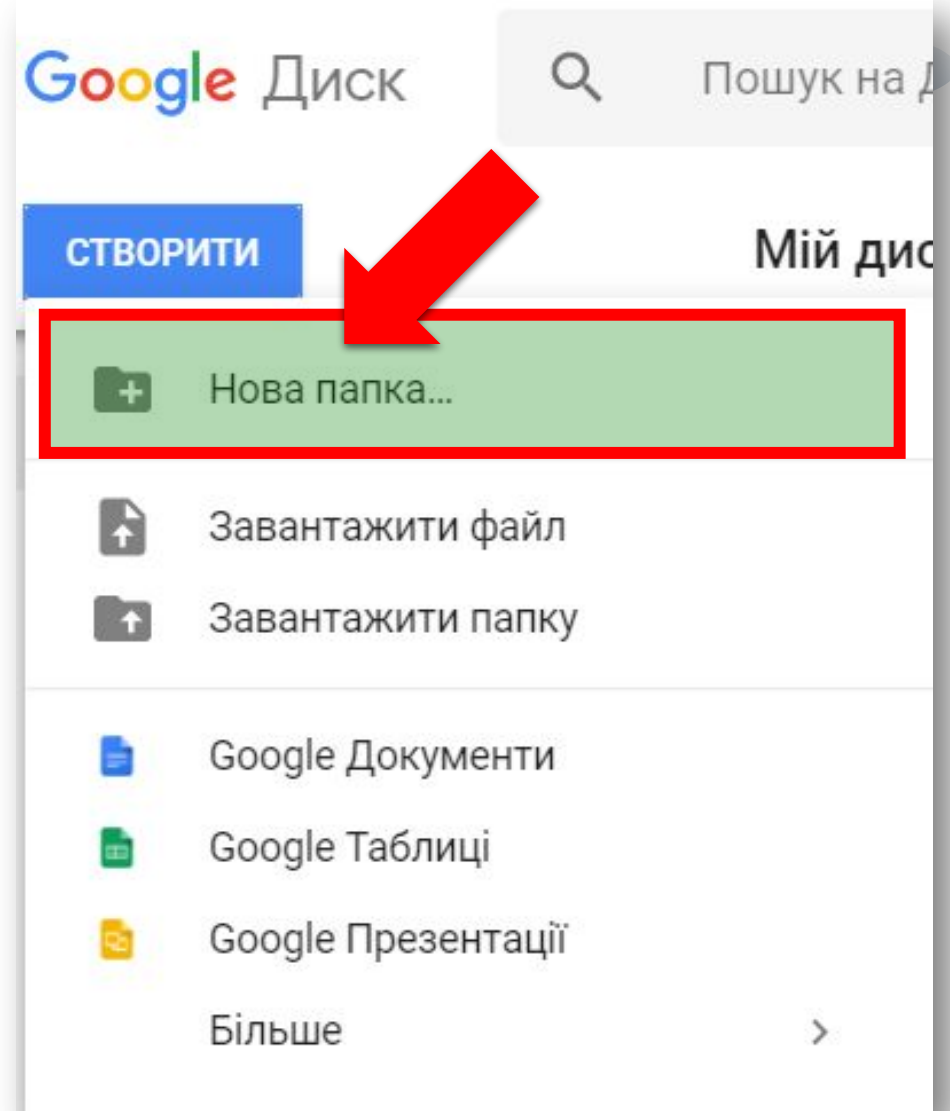 Google Диск
Пошук на Д
СТВОРИТИ
Мій дис
Нова папка...
Завантажити файл
Завантажити папку
Google Документи
Google Таблиці
Google Презентації
Більше